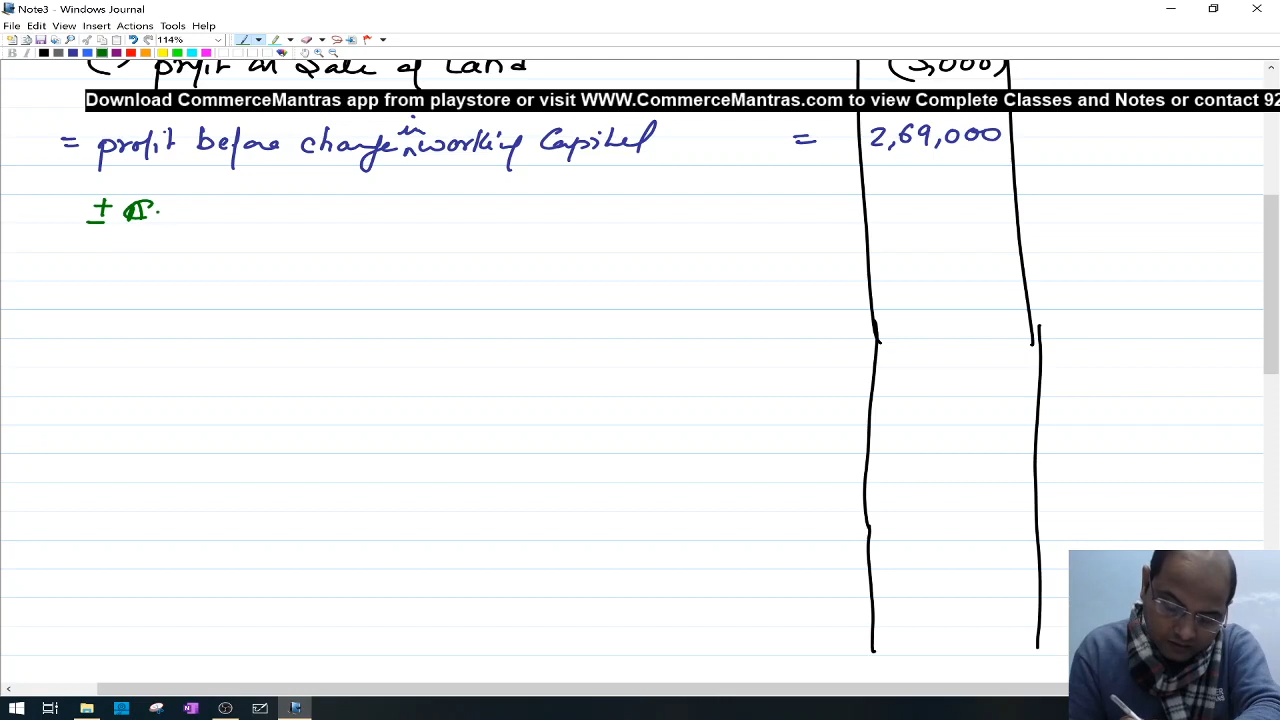 Note3 - Windows Journal
File Edit View Insert Actions Tools Help
114%
B I
(-) profit on Sale of Land (5,000)
Download CommerceMantras app from playstore or visit WWW.CommerceMantras.com to view Complete Classes and Notes or contact 92
= profit before change in working Capital = 2,69,000
±